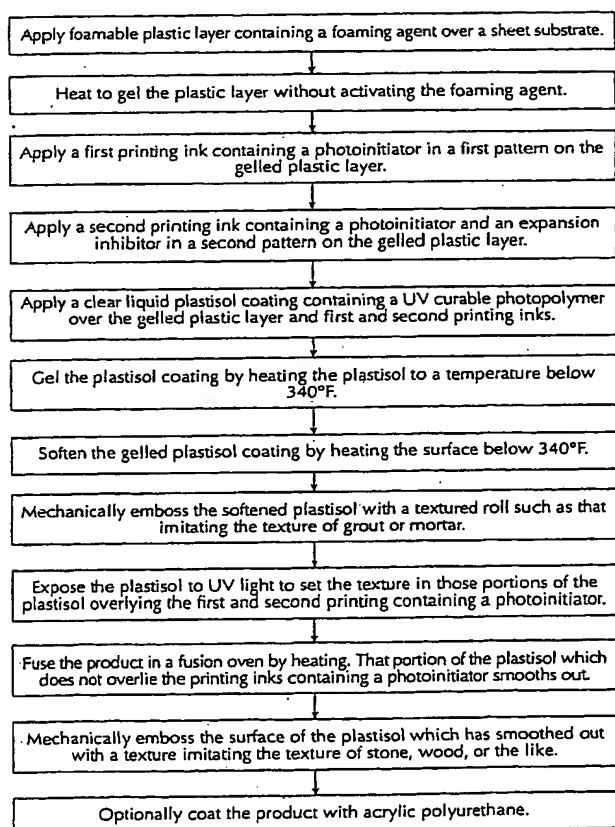 Apply foamable plastic layer containing a foaming agent over a sheet substrate.
Heat to gel the plastic layer without activating the foaming agent.
Apply a first printing ink containing a photoinitiator in a first pattern on the
gelled plastic layer.
Apply a second printing ink containing a photoinitiator and an expansion
inhibitor in a second pattern on the gelled plastic layer.
Apply a clear liquid plastisol coating containing a UV curable photopolymer
over the gelled plastic layer and first and second printing inks.
Gel the plastisol coating by heating the plastisol to a temperature below
340°F.
Soften the gelled plastisol coating by heating the surface below 340°F.
Mechanically emboss the softened plastisol with a textured roll such as that
imitating the texture of grout or mortar.
Expose the plastisol to UV light to set the texture in those portions of the
plastisol overlying the first and second printing containing a photoinitiator.
Fuse the product in a fusion oven by heating. That portion of the plastisol which
does not overlie the printing inks containing a photoinitiator smooths out.
Mechanically emboss the surface of the plastisol which has smoothed out
with a texture imitating the texture of stone, wood, or the like.
Optionally coat the product with acrylic polyurethane.